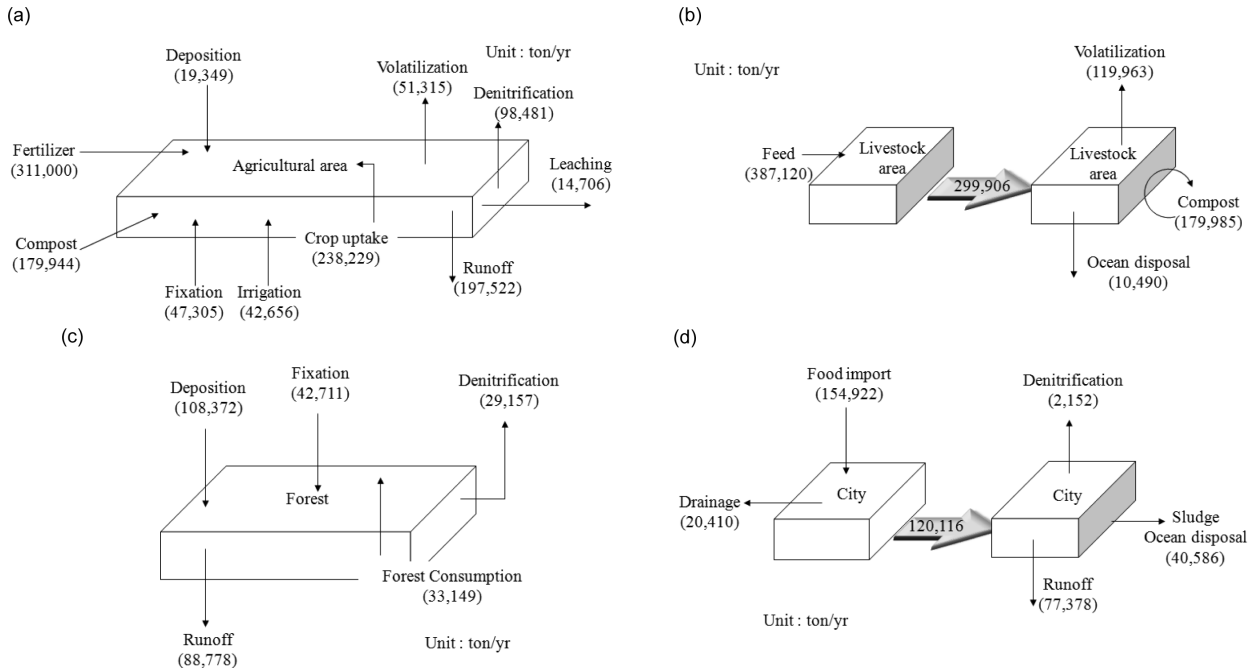 (a)
Unit : ton/yr
Deposition
(19,349)
Volatilization
(51,315)
Denitrification
(98,481)
Fertilizer
(311,000)
Agricultural area
Leaching
(14,706)
Compost
(179,944)
Crop uptake
(238,229)
Runoff
(197,522)
Fixation
(47,305)
Irrigation
(42,656)
(b)
Unit : ton/yr
Volatilization
(119,963)
Feed
(387,120)
Livestock
area
299,906
Livestock
area
Compost
(179,985)
Ocean disposal
(10,490)
(c)
Deposition
(108,372)
Fixation
(42,711)
Denitrification
(29,157)
Forest
Forest Consumption
(33,149)
Runoff
(88,778)
Unit : ton/yr
(d)
Food import
(154,922)
Denitrification
(2,152)
City
Drainage
(20,410)
120,116
City
Sludge
Ocean disposal
(40,586)
Runoff
(77,378)
Unit : ton/yr